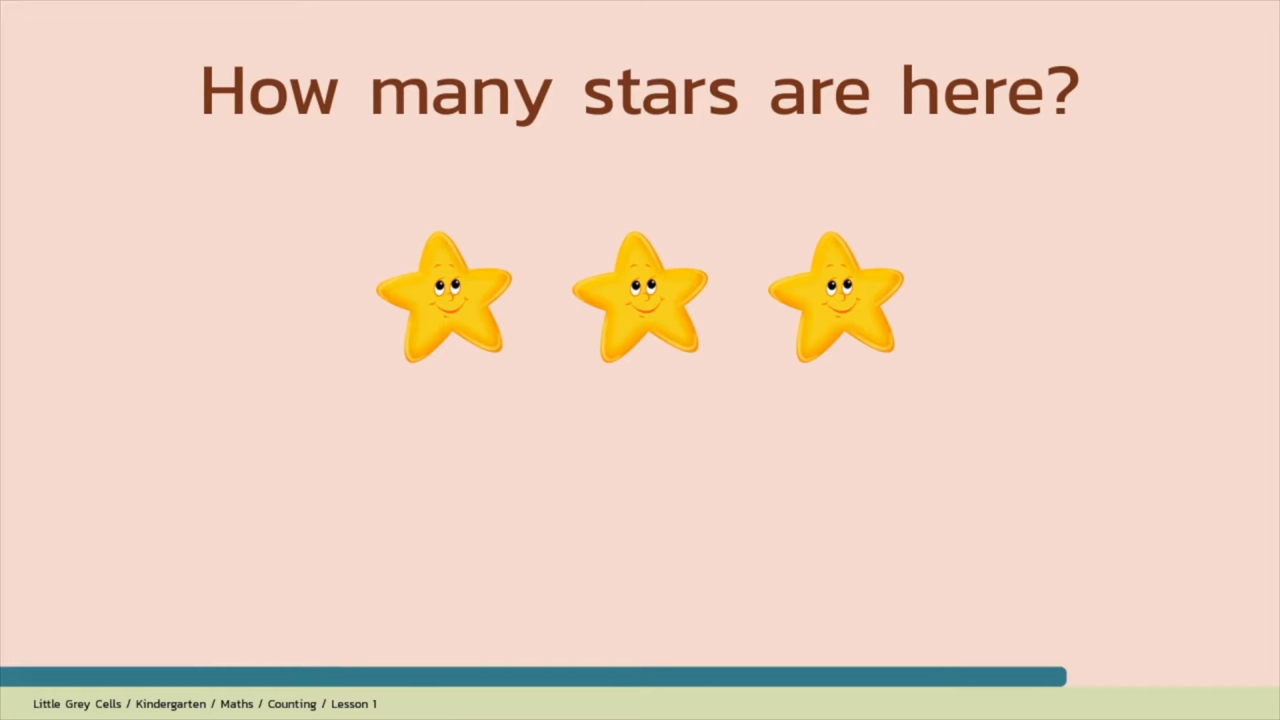 How many stars are here?
Little Grey Cells / Kindergarten / Maths / Counting / Lesson 1